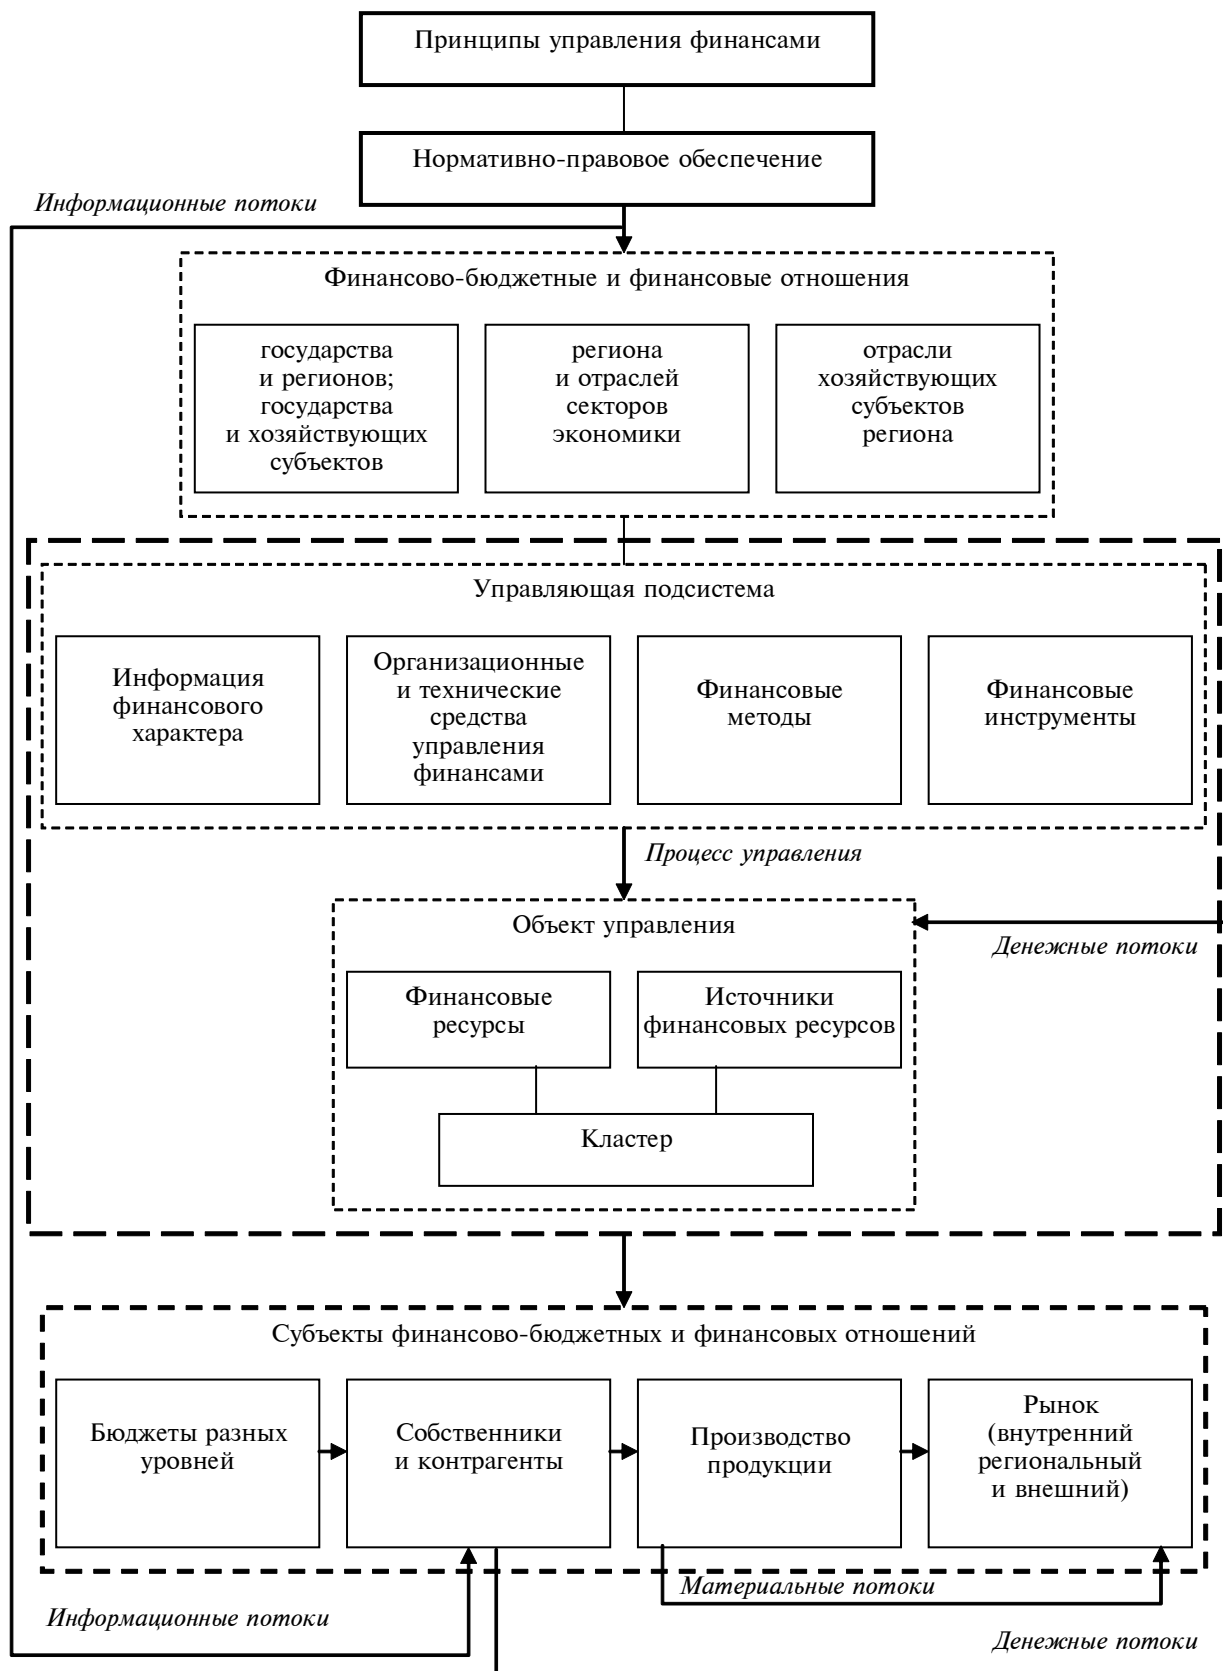 Принципы управления финансами
Нормативно-правовое обеспечение
Информационные потоки
Финансово-бюджетные и финансовые отношения
государства
и регионов;
государства
и хозяйствующих
субъектов
региона
и отраслей
секторов
экономики
отрасли
хозяйствующих
субъектов
региона
Управляющая подсистема
Информация
финансового
характера
Организационные
и технические
средства
управления
финансами
Финансовые
методы
Финансовые
инструменты
Процесс управления
Объект управления
Денежные потоки
Финансовые
ресурсы
Источники
финансовых ресурсов
Кластер
Субъекты финансово-бюджетных и финансовых отношений
Бюджеты разных
уровней
Собственники
и контрагенты
Производство
продукции
Рынок
(внутренний
региональный
и внешний)
Материальные потоки
Информационные потоки
Денежные потоки